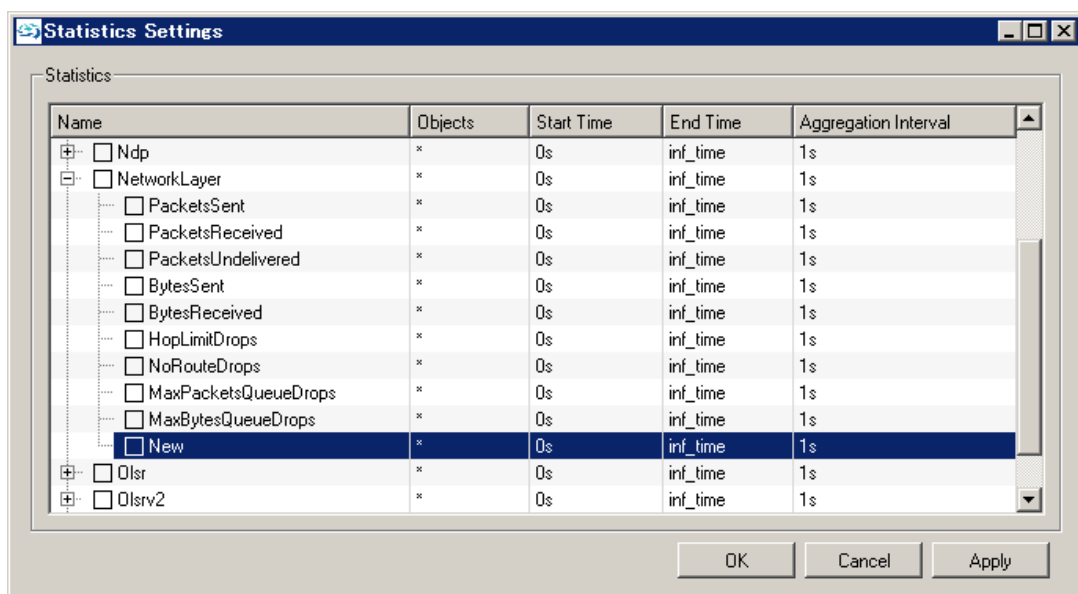 Statistics Settings
Statistics
Name Objects Start Time End Time Aggregation Interval
Ndp * 0s inf_time 1s
NetworkLayer * 0s inf_time 1s
PacketsSent * 0s inf_time 1s
PacketsReceived * 0s inf_time 1s
PacketsUndelivered * 0s inf_time 1s
BytesSent * 0s inf_time 1s
BytesReceived * 0s inf_time 1s
HopLimitDrops * 0s inf_time 1s
NoRouteDrops * 0s inf_time 1s
MaxPacketsQueueDrops * 0s inf_time 1s
MaxBytesQueueDrops * 0s inf_time 1s
New * 0s inf_time 1s
Olsr * 0s inf_time 1s
Olsrv2 * 0s inf_time 1s
OK Cancel Apply